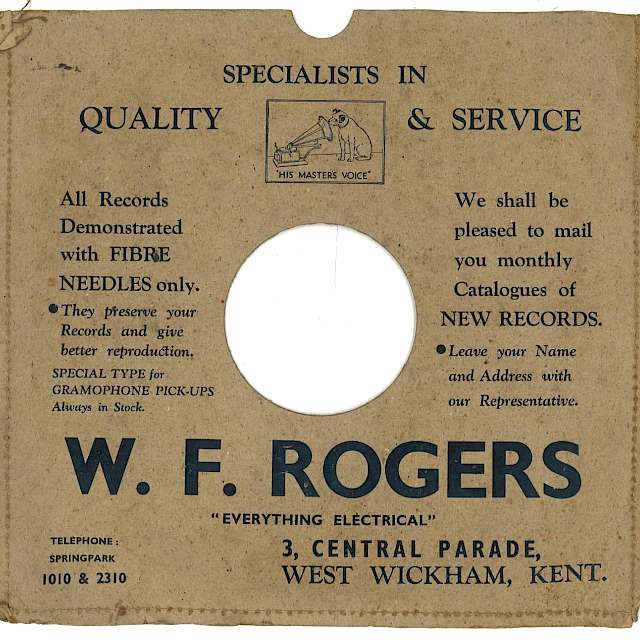 SPECIALISTS IN
QUALITY & SERVICE
"HIS MASTER'S VOICE"
All Records
Demonstrated
with FIBRE
NEEDLES only.
They preserve your
Records and give
better reproduction.
SPECIAL TYPE for
GRAMOPHONE PICK-UPS
Always in Stock.
We shall be
pleased to mail
you monthly
Catalogues of
NEW RECORDS.
Leave your Name
and Address with
our Representative.
W. F. ROGERS
"EVERYTHING ELECTRICAL"
TELEPHONE:
SPRINGPARK
1010 & 2310
3, CENTRAL PARADE,
WEST WICKHAM, KENT.